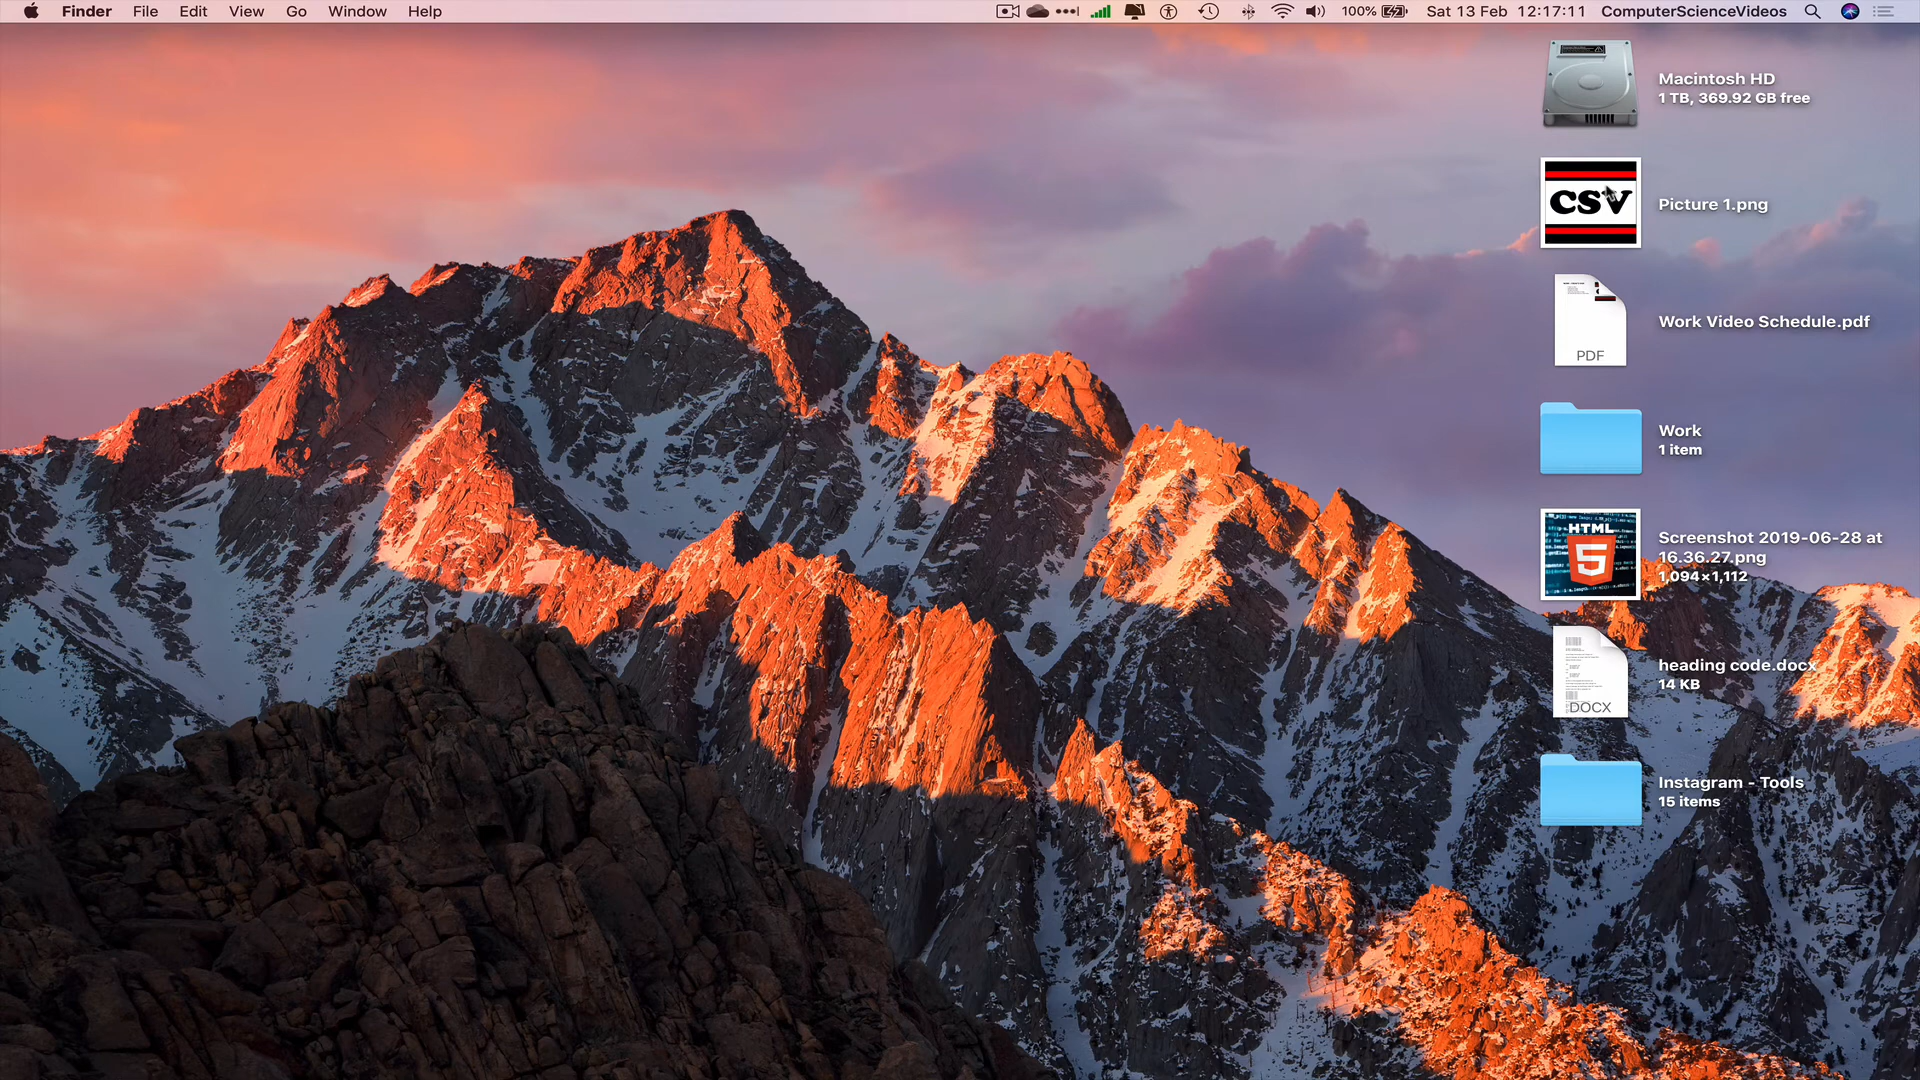 Finder File Edit View Go Window Help 100% Sat 13 Feb 12:17:11 ComputerScienceVideos
Macintosh HD
1 TB, 369.92 GB free
CSV
Picture 1.png
Work Video Schedule.pdf
PDF
Work
1 item
HTML
5
Screenshot 2019-06-28 at
16.36.27.png
1,094×1,112
heading code.docx
14 KB
DOCX
Instagram - Tools
15 items